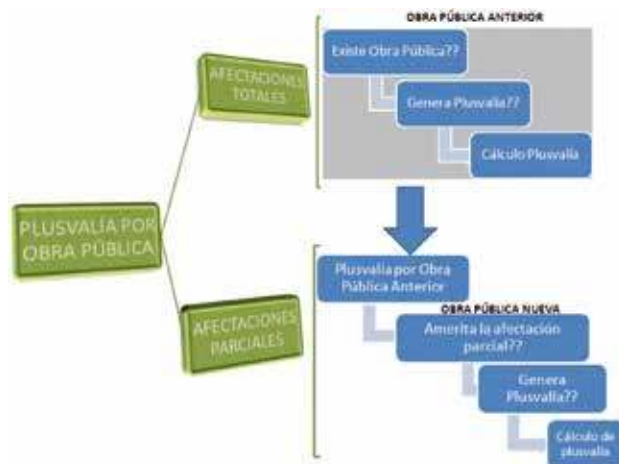 OBRA PÚBLICA ANTERIOR
AFECTACIONES
TOTALES
Existe Obra Pública??
Genera Plusvalía??
Cálculo Plusvalía
PLUSVALÍA POR
OBRA PÚBLICA
Plusvalía por Obra
Pública Anterior
OBRA PÚBLICA NUEVA
AFECTACIONES
PARCIALES
Amerita la afectación
parcial??
Genera
Plusvalía??
Cálculo de
plusvalía